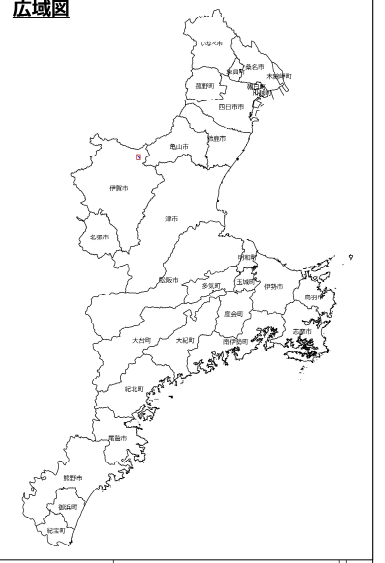 広域図
いなべ市
桑名市
東員町
木曽岬町
菰野町
朝日町
川越町
四日市市
鈴鹿市
亀山市
伊賀市
津市
名張市
明和町
松阪市
多気町
玉城町
伊勢市
鳥羽市
度会町
志摩市
大台町
大紀町
南伊勢町
紀北町
尾鷲市
熊野市
御浜町
紀宝町